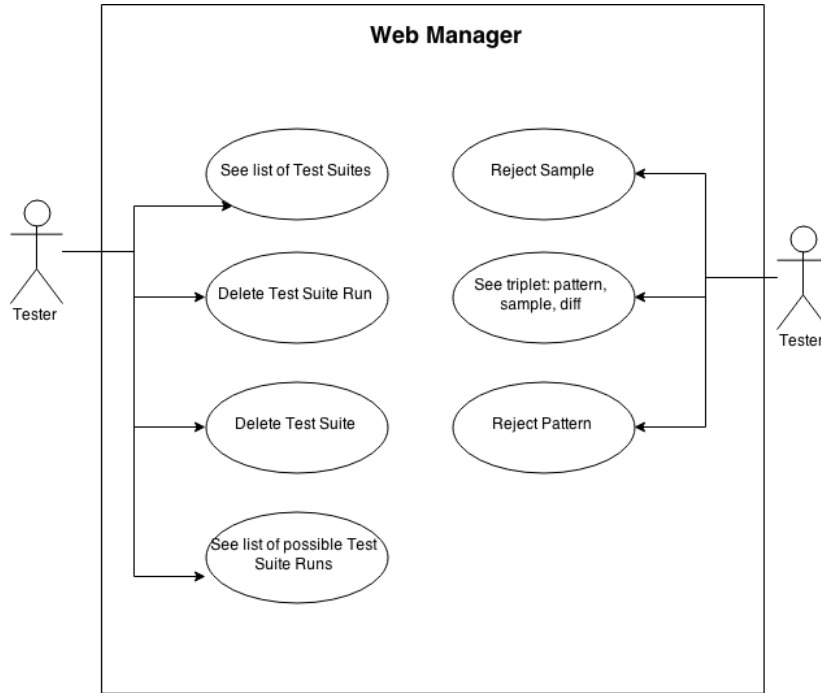 Web Manager
See list of Test Suites
Reject Sample
Delete Test Suite Run
See triplet: pattern,
sample, diff
Tester
Tester
Delete Test Suite
Reject Pattern
See list of possible Test
Suite Runs